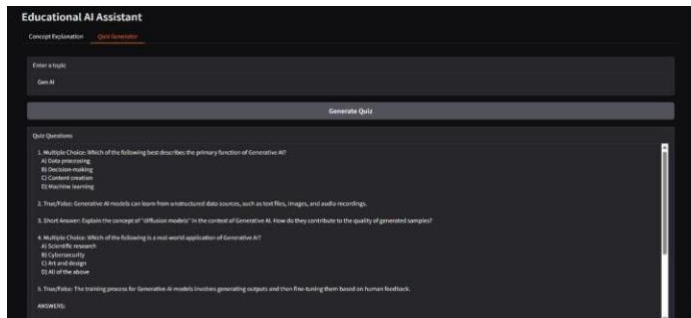 Educational AI Assistant
Concept Explanation Quiz Generator
Enter a topic
Gen AI
Generate Quiz
Quiz Questions
1. Multiple Choice: Which of the following best describes the primary function of Generative AI?
A) Data processing
B) Decision-making
C) Content creation
D) Machine learning
2. True/False: Generative AI models can learn from unstructured data sources, such as text files, images, and audio recordings.
3. Short Answer: Explain the concept of "diffusion models" in the context of Generative AI. How do they contribute to the quality of generated samples?
4. Multiple Choice: Which of the following is a real-world application of Generative AI?
A) Scientific research
B) Cybersecurity
C) Art and design
D) All of the above
5. True/False: The training process for Generative AI models involves generating outputs and then fine-tuning them based on human feedback.
ANSWERS: